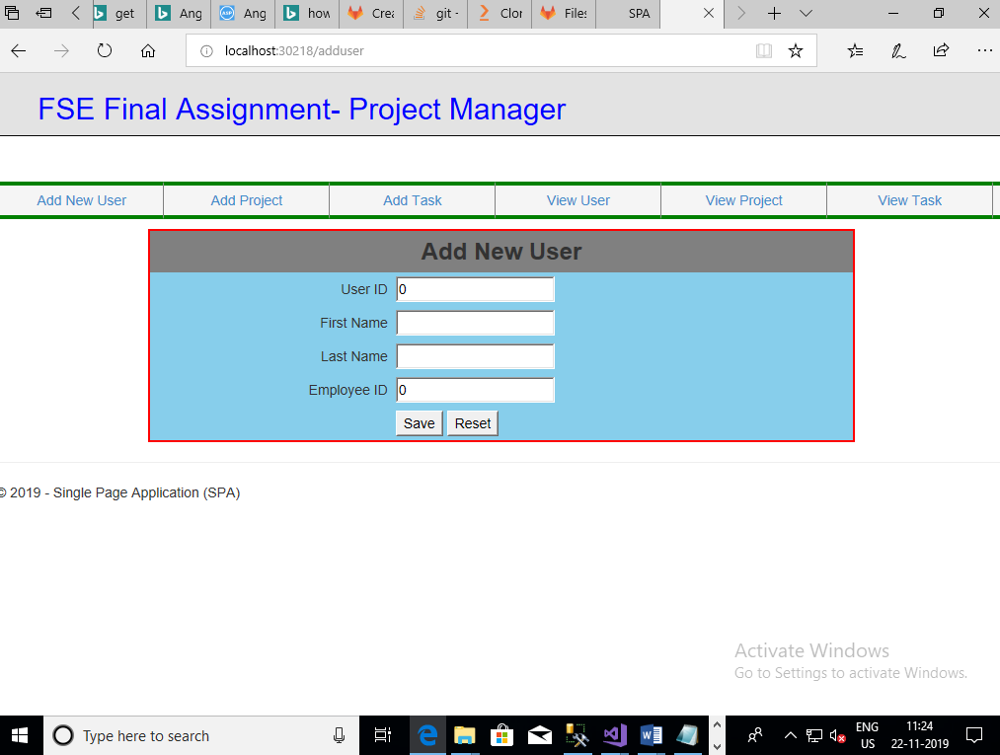 get
Ang
Ang
how
Crea
git -
Clor
Files
SPA
localhost:30218/adduser
FSE Final Assignment- Project Manager
Add New User
Add Project
Add Task
View User
View Project
View Task
Add New User
User ID 0
First Name
Last Name
Employee ID 0
Save Reset
© 2019 - Single Page Application (SPA)
Activate Windows
Go to Settings to activate Windows.
Type here to search
ENG
US
11:24
22-11-2019